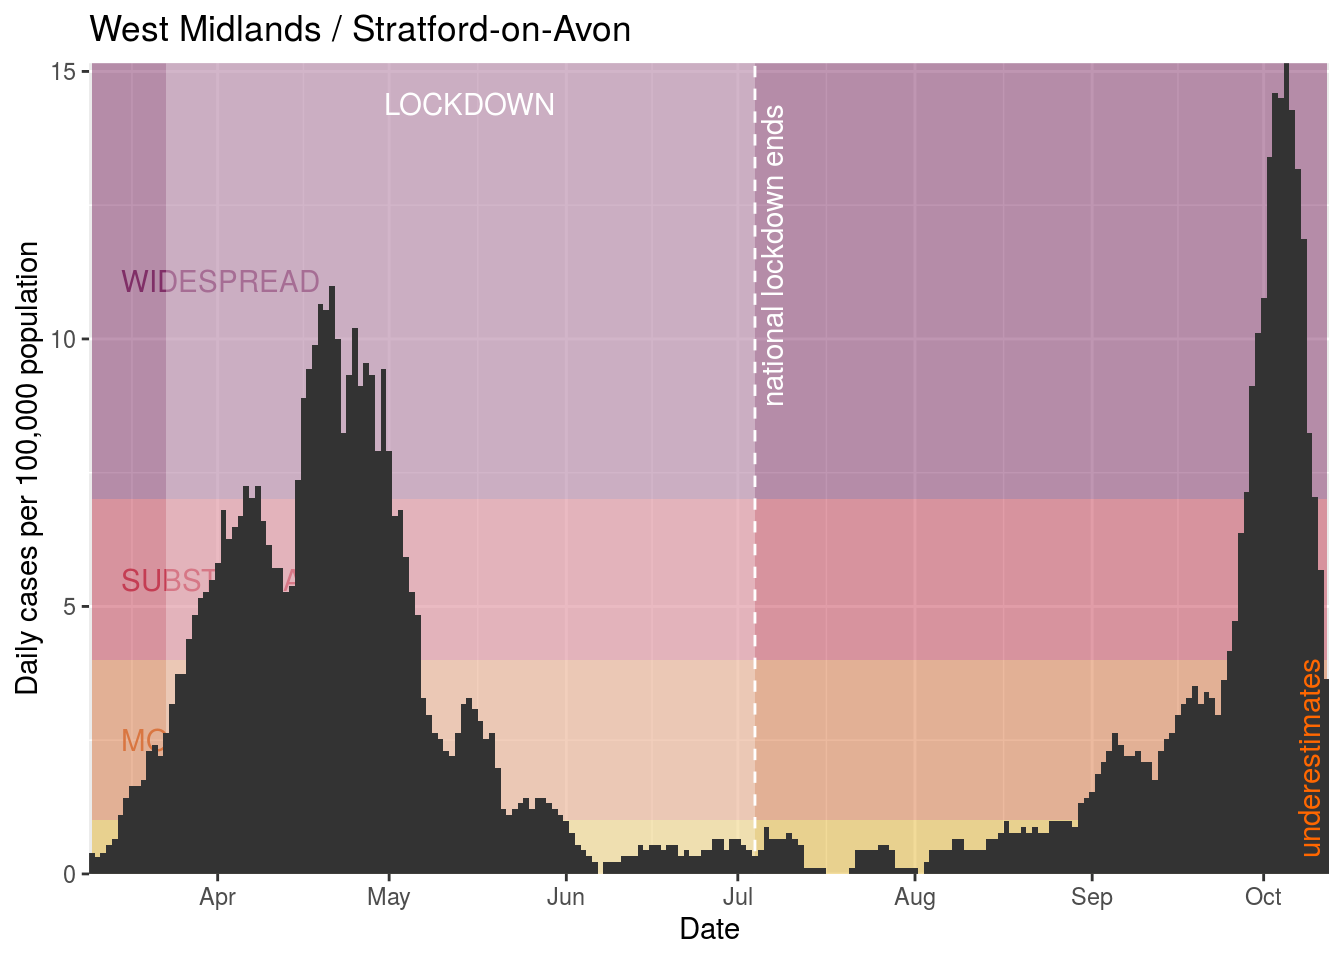 West Midlands / Stratford-on-Avon
15
10
5
0
Daily cases per 100,000 population
LOCKDOWN
national lockdown ends
WIDESPREAD
underestimates
Apr
May
Jun
Jul
Aug
Sep
Oct
Date